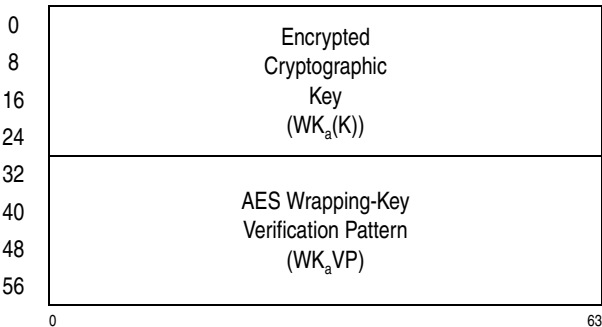 0
8
16
24
Encrypted
Cryptographic
Key
(WKa(K))
32
40
48
56
AES Wrapping-Key
Verification Pattern
(WKaVP)
0 63